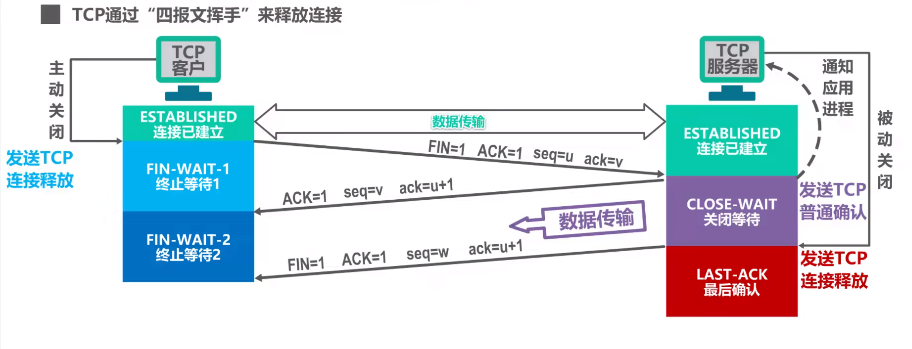 TCP通过“四报文挥手”来释放连接
TCP
客户
TCP
服务器
主动关闭
通知
应用
进程
被动关闭
ESTABLISHED
连接已建立
数据传输
ESTABLISHED
连接已建立
发送TCP
连接释放
FIN=1 ACK=1 seq=u ack=v
FIN-WAIT-1
终止等待1
ACK=1 seq=v ack=u+1
CLOSE-WAIT
关闭等待
发送TCP
普通确认
数据传输
FIN-WAIT-2
终止等待2
FIN=1 ACK=1 seq=w ack=u+1
LAST-ACK
最后确认
发送TCP
连接释放